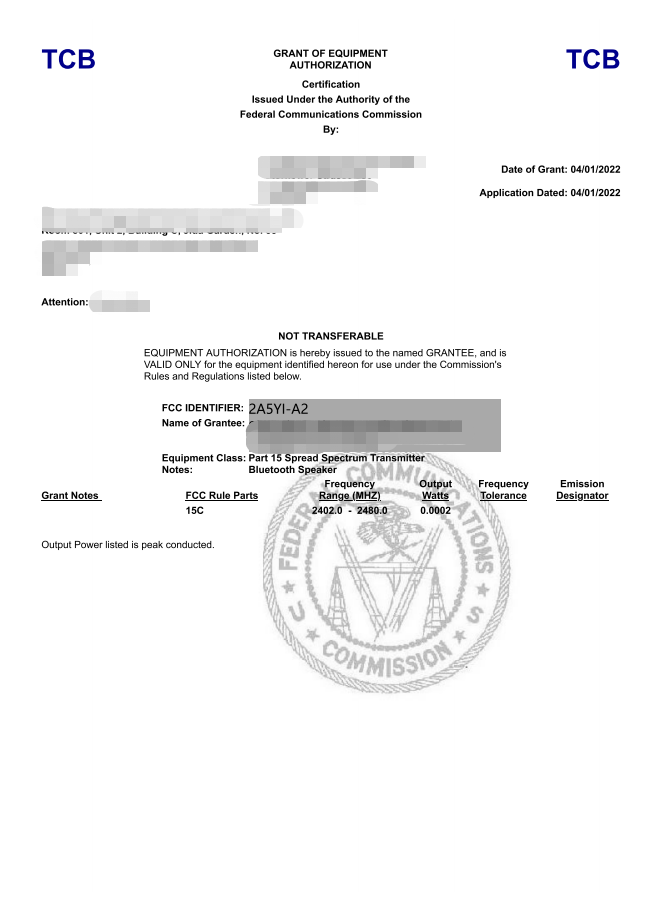 TCB
GRANT OF EQUIPMENT
AUTHORIZATION
TCB
Certification
Issued Under the Authority of the
Federal Communications Commission
By:
Date of Grant: 04/01/2022
Application Dated: 04/01/2022
Attention:
NOT TRANSFERABLE
EQUIPMENT AUTHORIZATION is hereby issued to the named GRANTEE, and is
VALID ONLY for the equipment identified hereon for use under the Commission's
Rules and Regulations listed below.
FCC IDENTIFIER: 2A5YI-A2
Name of Grantee:
Equipment Class: Part 15 Spread Spectrum Transmitter
Notes: Bluetooth Speaker
Grant Notes FCC Rule Parts Frequency Range (MHZ) Output Watts Frequency Tolerance Emission Designator
15C 2402.0 - 2480.0 0.0002
Output Power listed is peak conducted.
FEDERAL COMMUNICATIONS
U ★ COMMISSION ★ S